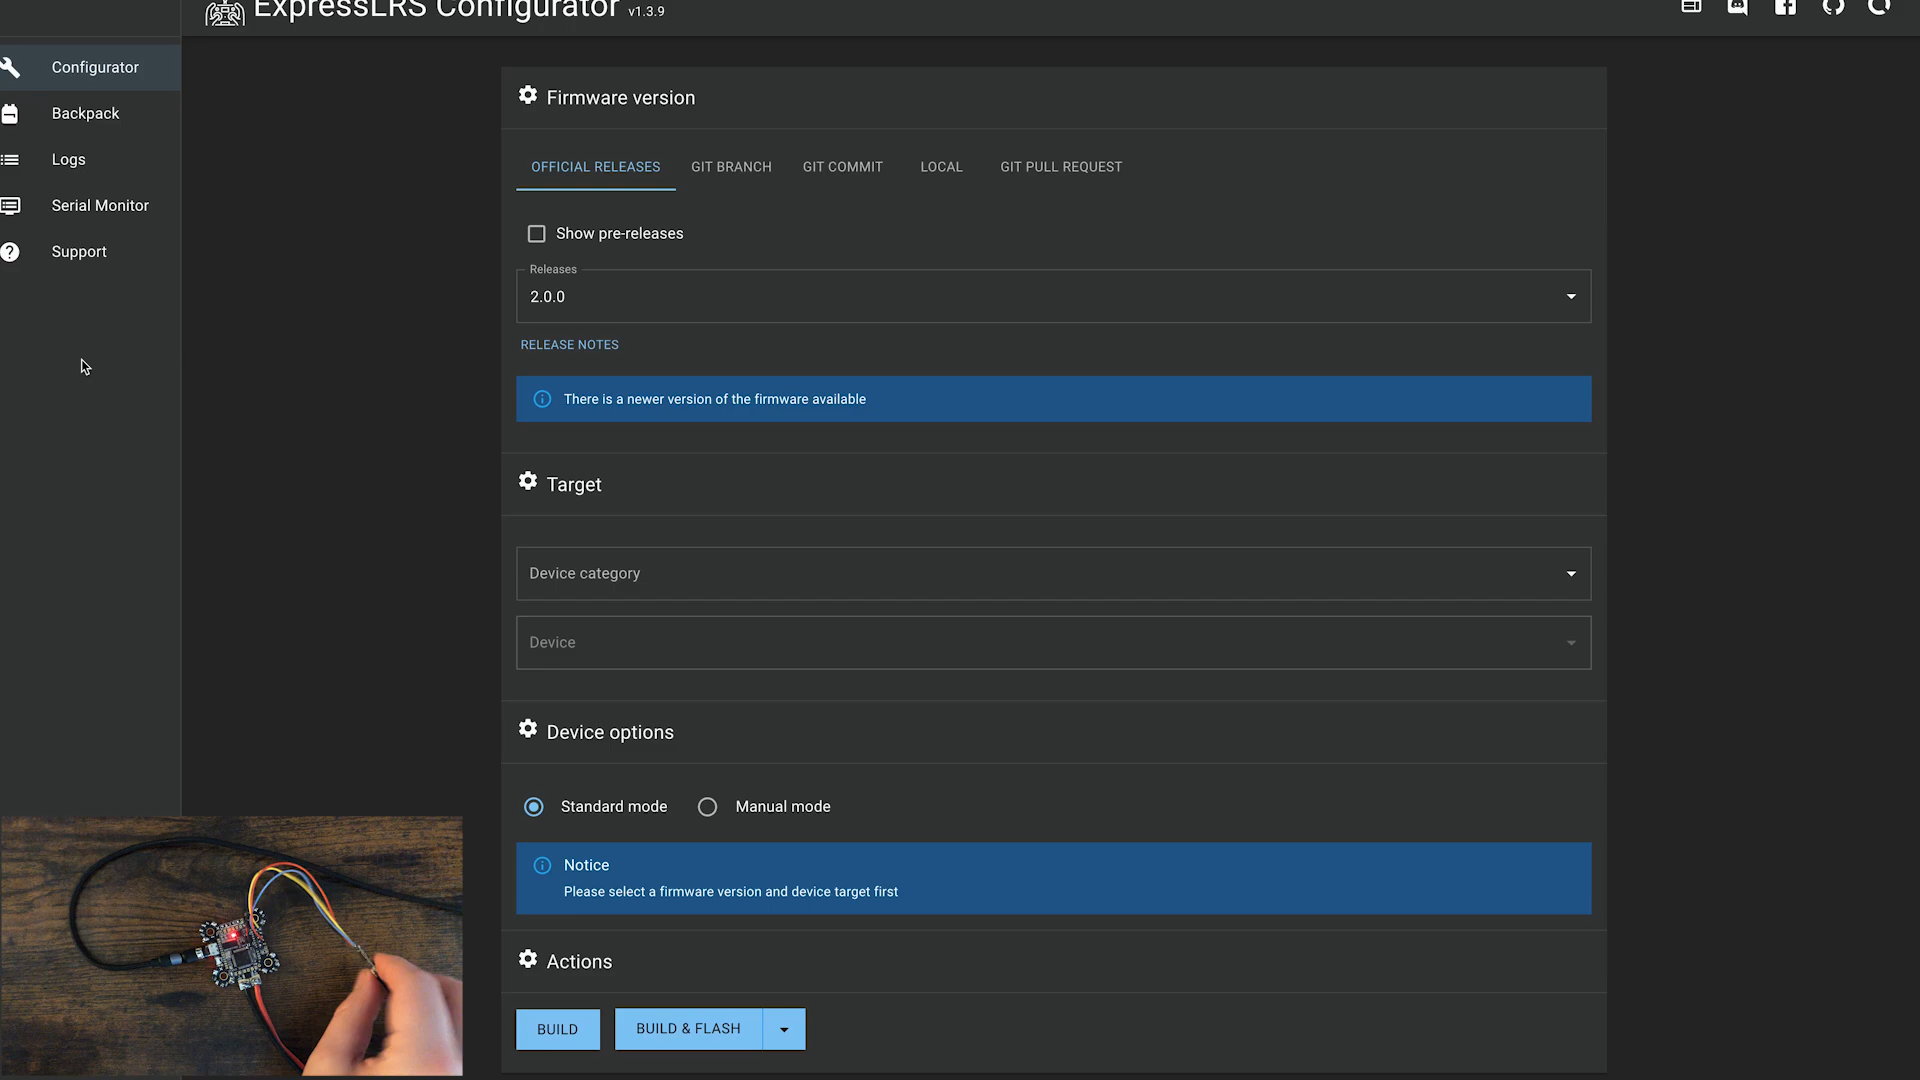 ExpressLRS Configurator v1.3.9
Configurator
Backpack
Logs
Serial Monitor
Support
Firmware version
OFFICIAL RELEASES
GIT BRANCH
GIT COMMIT
LOCAL
GIT PULL REQUEST
Show pre-releases
Releases
2.0.0
RELEASE NOTES
There is a newer version of the firmware available
Target
Device category
Device
Device options
Standard mode
Manual mode
Notice
Please select a firmware version and device target first
Actions
BUILD
BUILD & FLASH